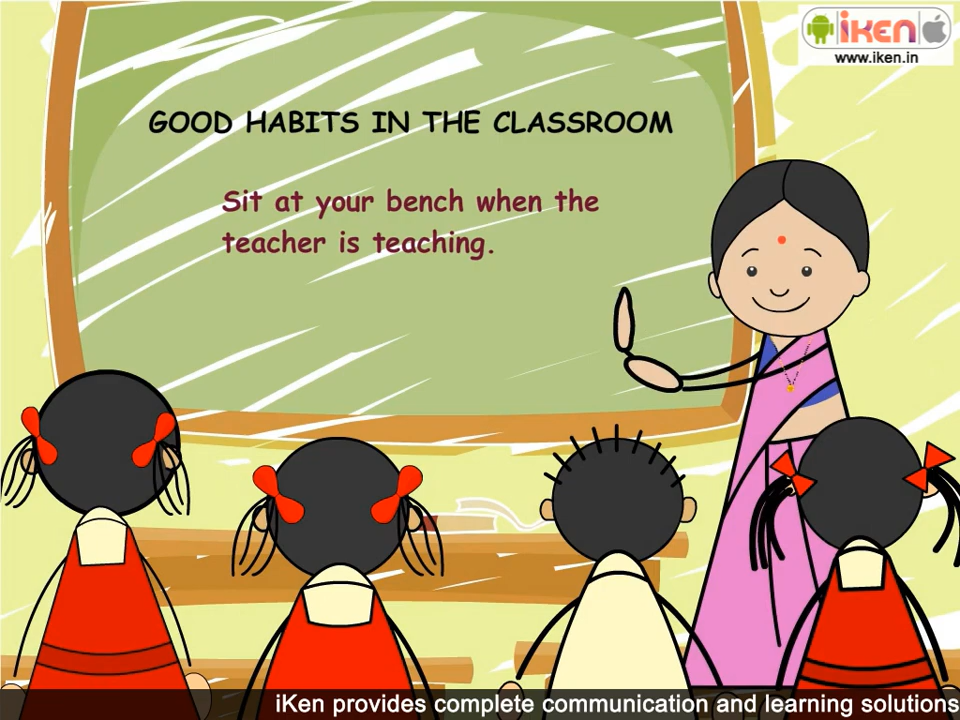 iken
www.iken.in
GOOD HABITS IN THE CLASSROOM
Sit at your bench when the
teacher is teaching.
iKen provides complete communication and learning solutions